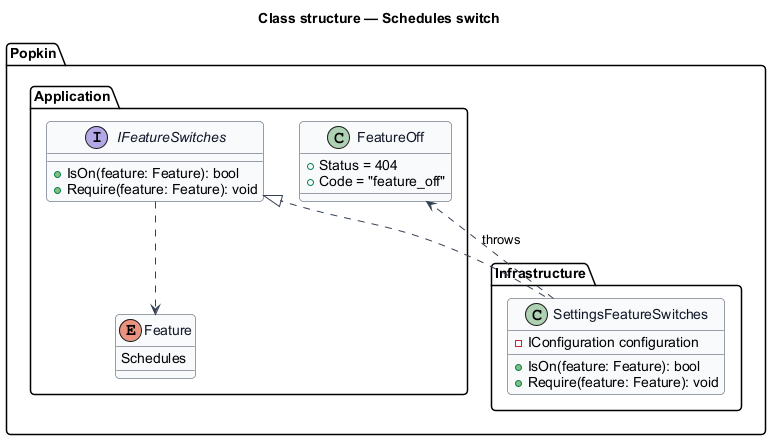 Class structure — Schedules switch
Popkin
Application
I IFeatureSwitches
IsOn(feature: Feature): bool
Require(feature: Feature): void
C FeatureOff
Status = 404
Code = "feature_off"
throws
E Feature
Schedules
Infrastructure
C SettingsFeatureSwitches
IConfiguration configuration
IsOn(feature: Feature): bool
Require(feature: Feature): void